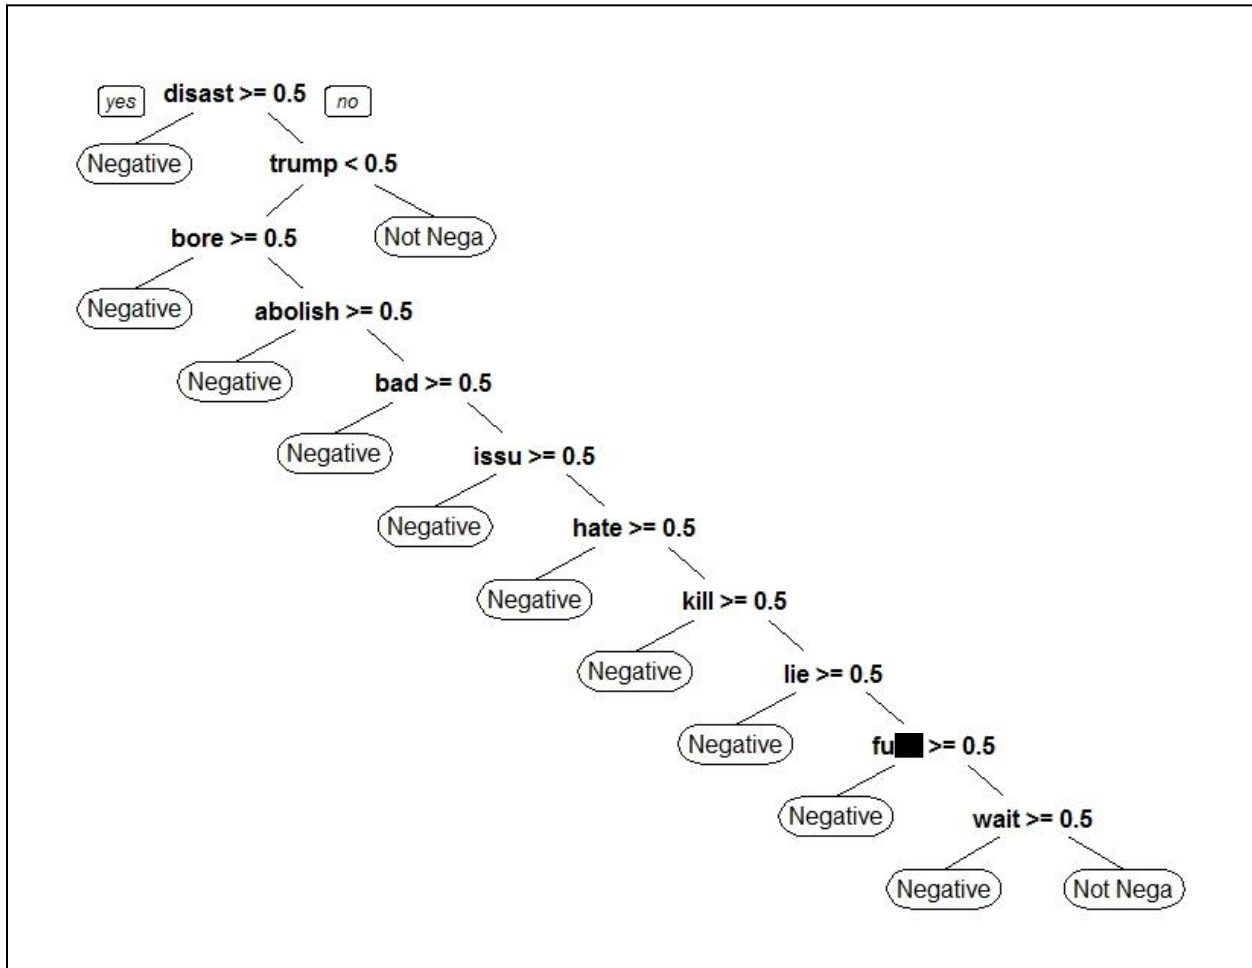 yes disast >= 0.5 no
Negative trump < 0.5
bore >= 0.5 Not Nega
Negative abolish >= 0.5
Negative bad >= 0.5
Negative issu >= 0.5
Negative hate >= 0.5
Negative kill >= 0.5
Negative lie >= 0.5
Negative fu >= 0.5
Negative wait >= 0.5
Negative Not Nega